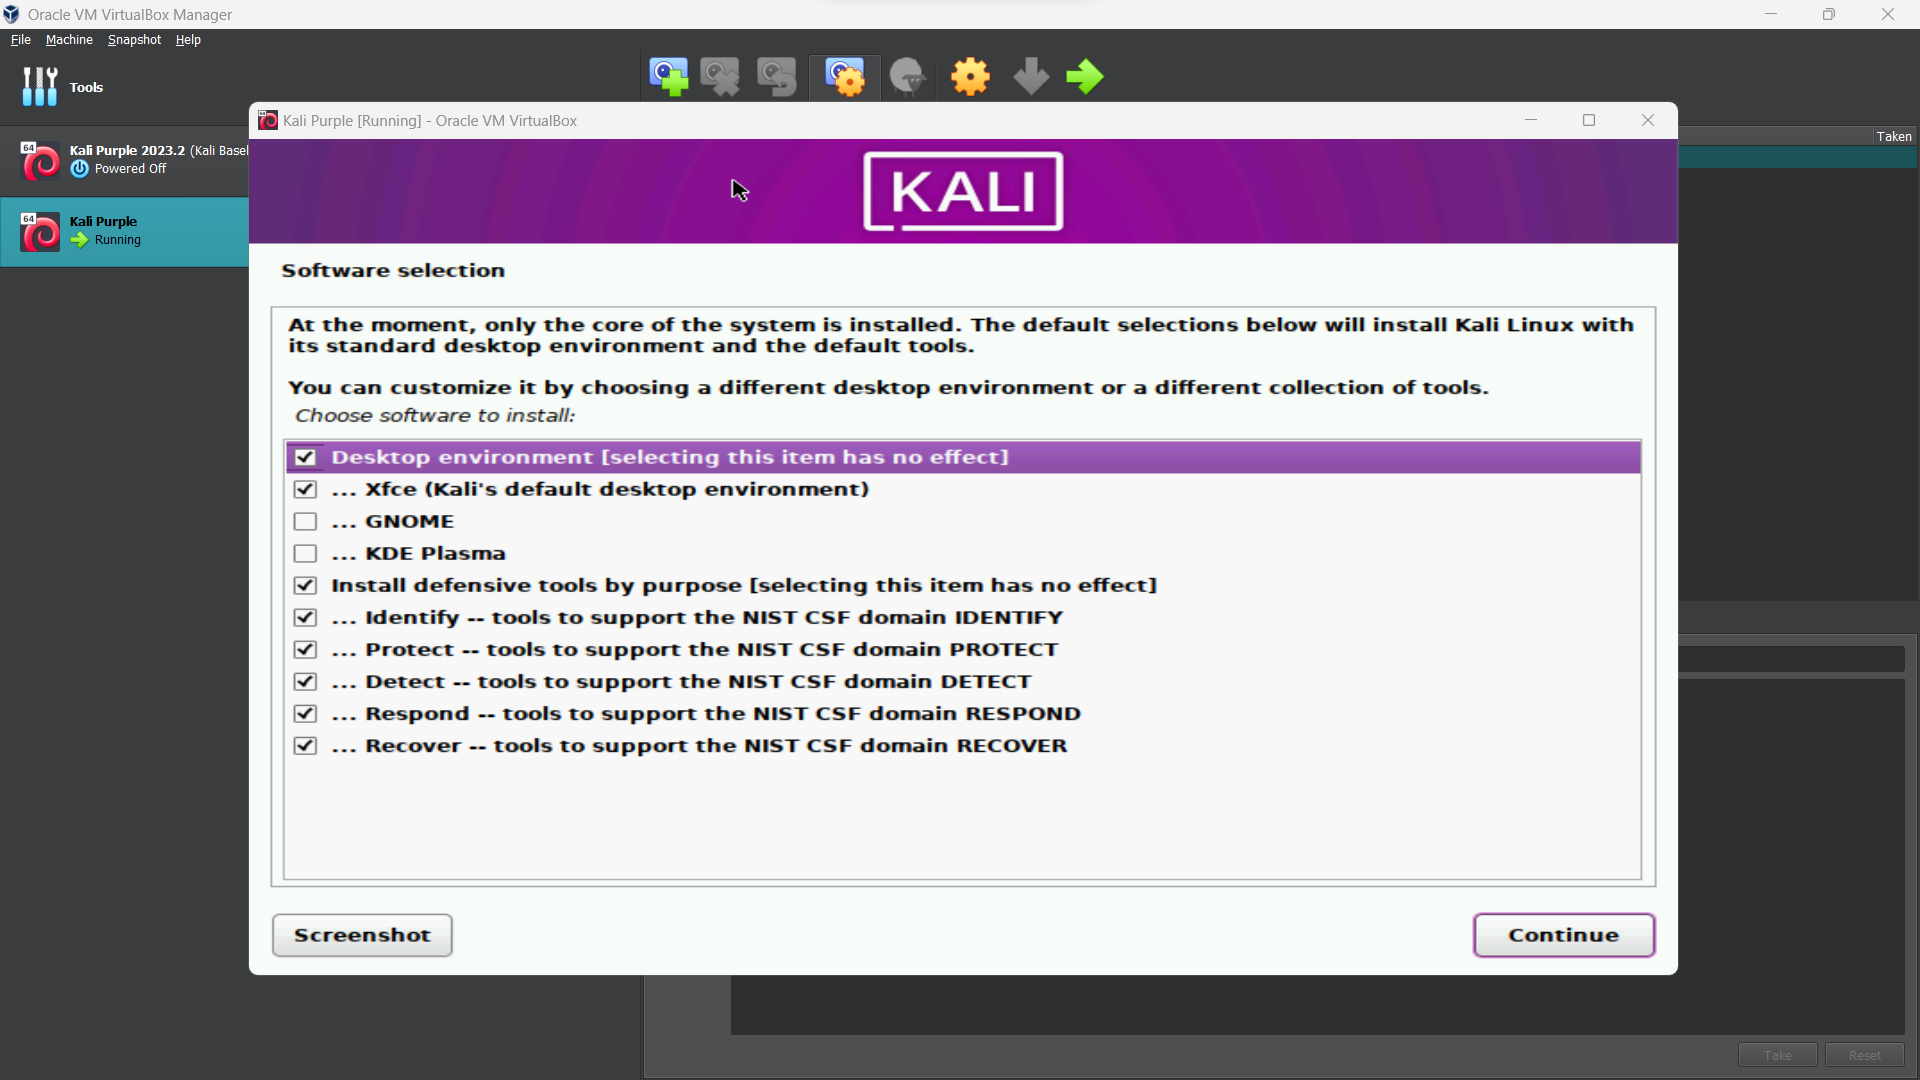 Oracle VM VirtualBox Manager
File Machine Snapshot Help
Tools
Kali Purple [Running] - Oracle VM VirtualBox
Taken
64
Kali Purple 2023.2 (Kali Basel
Powered Off
KALI
64
Kali Purple
Running
Software selection
At the moment, only the core of the system is installed. The default selections below will install Kali Linux with
its standard desktop environment and the default tools.
You can customize it by choosing a different desktop environment or a different collection of tools.
Choose software to install:
Desktop environment [selecting this item has no effect]
... Xfce (Kali's default desktop environment)
... GNOME
... KDE Plasma
Install defensive tools by purpose [selecting this item has no effect]
... Identify -- tools to support the NIST CSF domain IDENTIFY
... Protect -- tools to support the NIST CSF domain PROTECT
... Detect -- tools to support the NIST CSF domain DETECT
... Respond -- tools to support the NIST CSF domain RESPOND
... Recover -- tools to support the NIST CSF domain RECOVER
Screenshot
Continue
Take
Reset